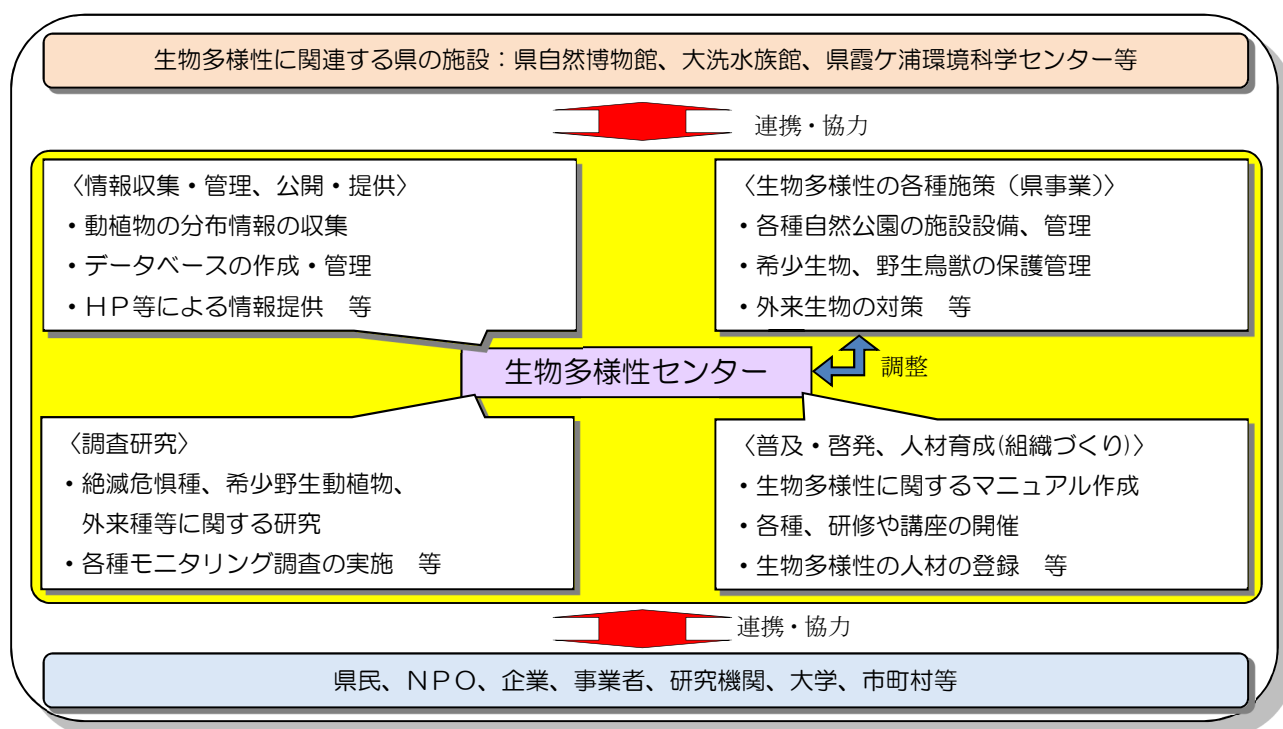 生物多様性に関連する県の施設：県自然博物館、大洗水族館、県霞ケ浦環境科学センター等
連携・協力
〈情報収集・管理、公開・提供〉
・動植物の分布情報の収集
・データベースの作成・管理
・ＨＰ等による情報提供　等
〈生物多様性の各種施策（県事業）〉
・各種自然公園の施設設備、管理
・希少生物、野生鳥獣の保護管理
・外来生物の対策　等
生物多様性センター
調整
〈調査研究〉
・絶滅危惧種、希少野生動植物、
外来種等に関する研究
・各種モニタリング調査の実施　等
〈普及・啓発、人材育成(組織づくり)〉
・生物多様性に関するマニュアル作成
・各種、研修や講座の開催
・生物多様性の人材の登録　等
連携・協力
県民、ＮＰＯ、企業、事業者、研究機関、大学、市町村等